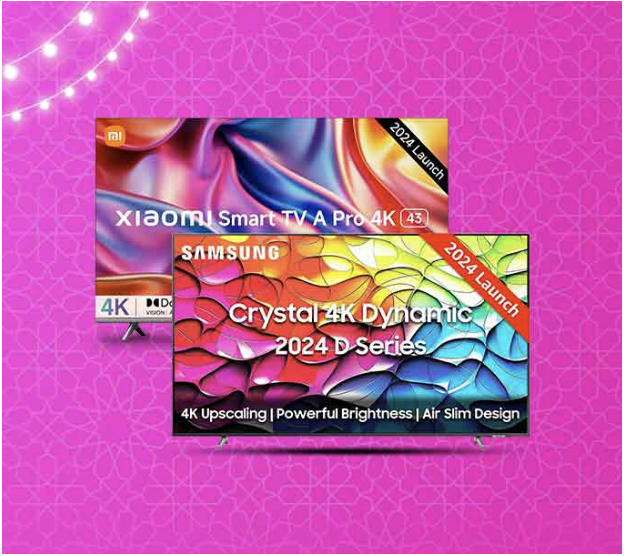 mi
2024 Launch
xiaomi Smart TV A Pro 4K 43
4K
VISION
SAMSUNG
2024 Launch
Crystal 4K Dynamic
2024 D Series
4K Upscaling | Powerful Brightness | Air Slim Design